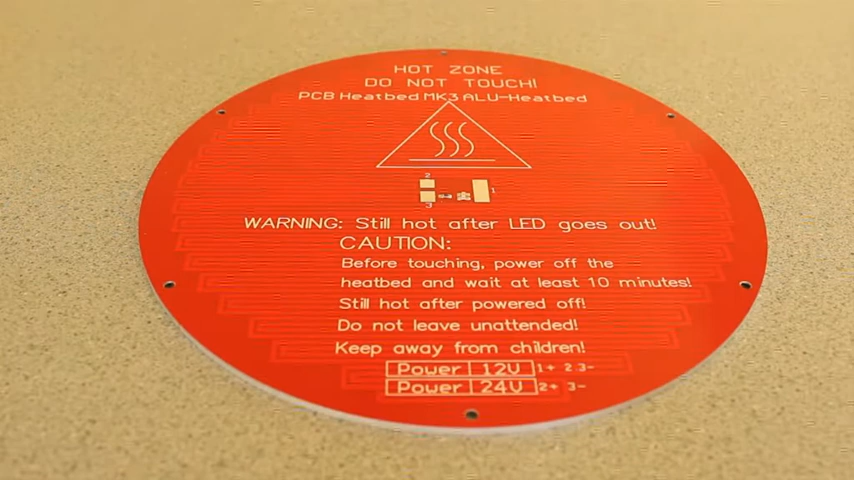 HOT ZONE
DO NOT TOUCH!
PCB Heatbed MK3 ALU-Heatbed
2
1
3
WARNING: Still hot after LED goes out!
CAUTION:
Before touching, power off the
heatbed and wait at least 10 minutes!
Still hot after powered off!
Do not leave unattended!
Keep away from children!
Power 12V 1+ 2.3-
Power 24V 2+ 3-